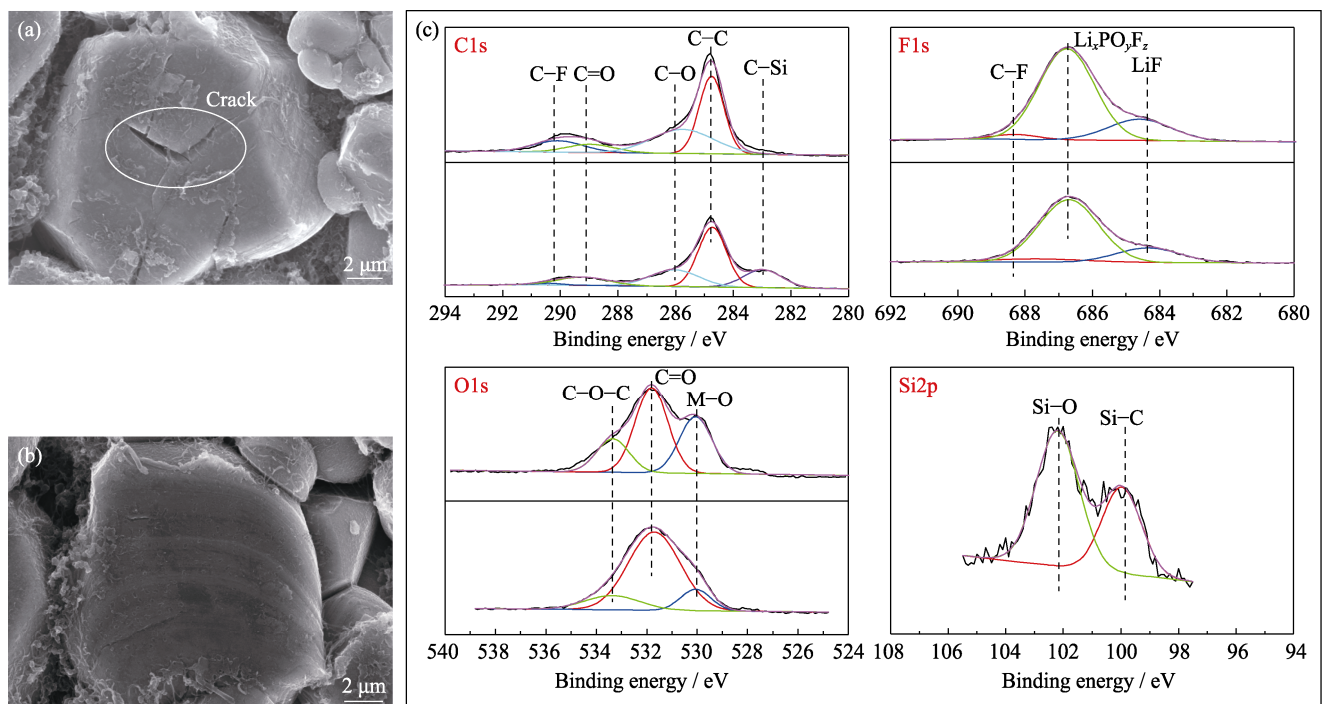 (a)
Crack
2 μm
(b)
2 μm
(c)
C1s
C−C
C−F
C=O
C−O
C−Si
294 292 290 288 286 284 282 280
Binding energy / eV
F1s
LiₓPOᵧF𝓏
C−F
LiF
692 690 688 686 684 682 680
Binding energy / eV
O1s
C−O−C
C=O
M−O
540 538 536 534 532 530 528 526 524
Binding energy / eV
Si2p
Si−O
Si−C
108 106 104 102 100 98 96 94
Binding energy / eV